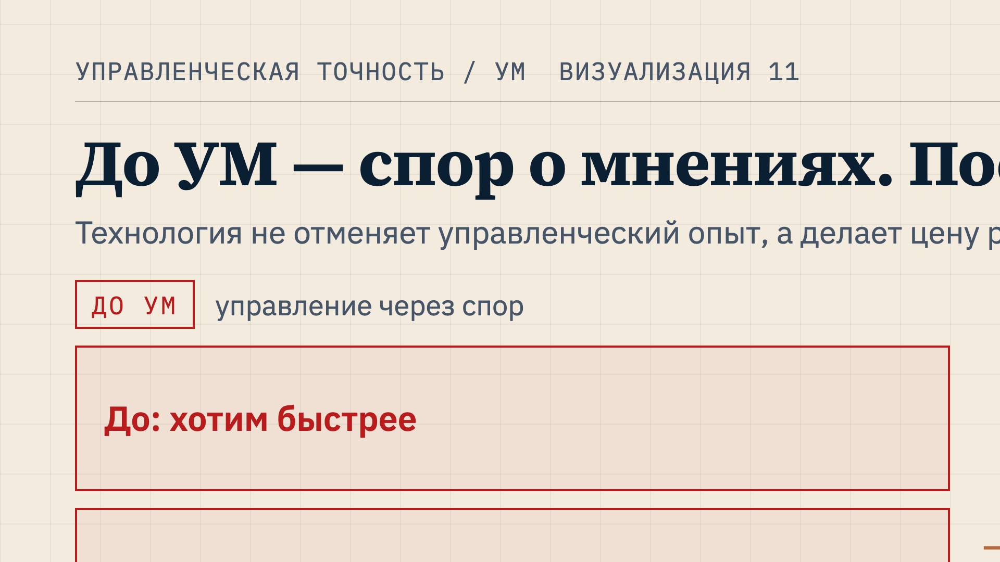 УПРАВЛЕНЧЕСКАЯ ТОЧНОСТЬ / УМ ВИЗУАЛИЗАЦИЯ 11
До УМ — спор о мнениях.
Технология не отменяет управленческий опыт, а делает цену
ДО УМ управление через спор
До: хотим быстрее